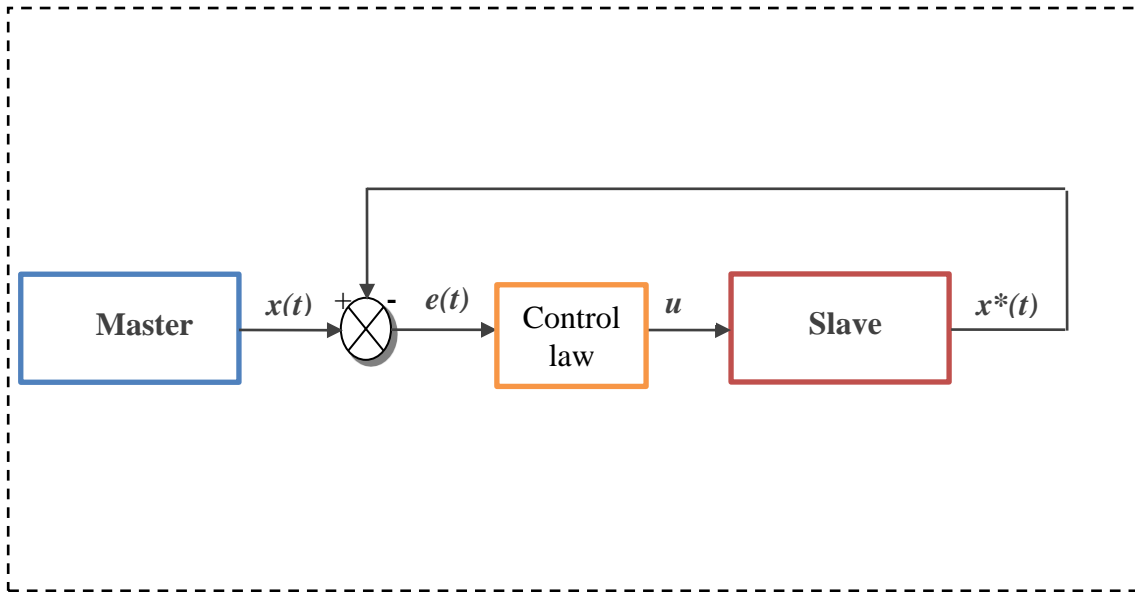 Master
x(t)
+
-
e(t)
Control
law
u
Slave
x*(t)